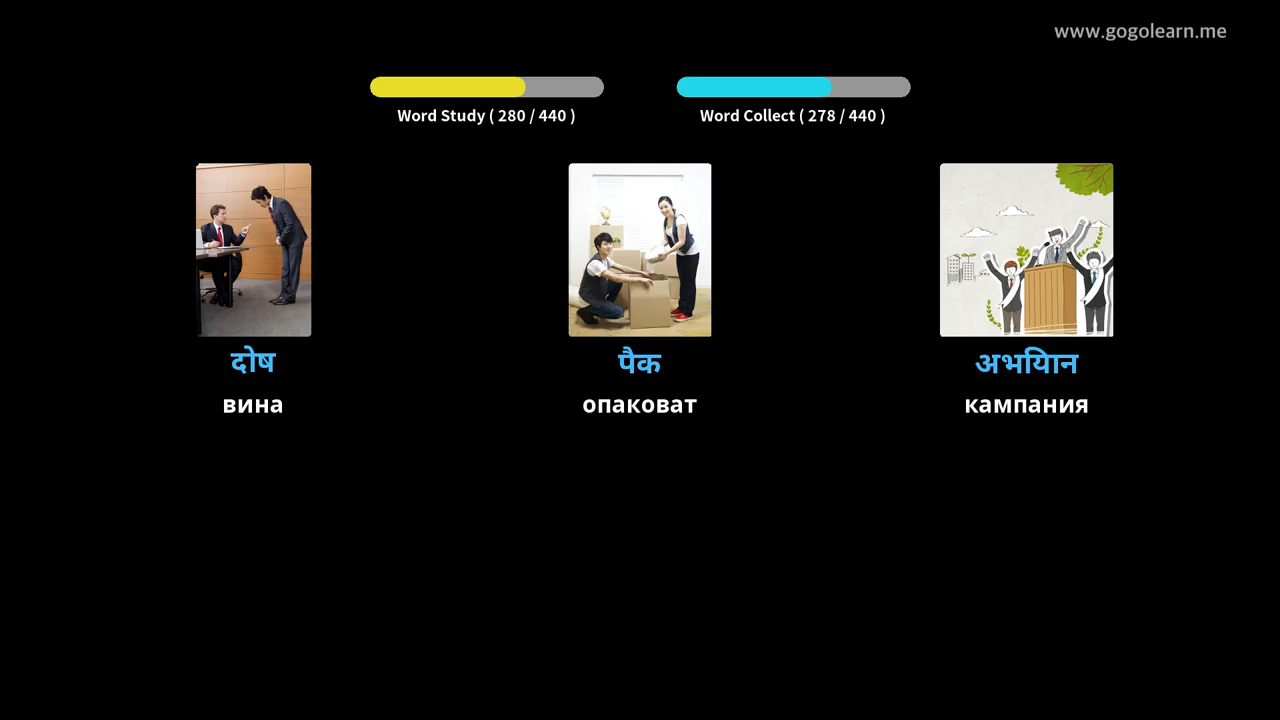 www.gogolearn.me
Word Study ( 280 / 440 )
Word Collect ( 278 / 440 )
दोष
पैक
अभियािन
вина
опаковат
кампания